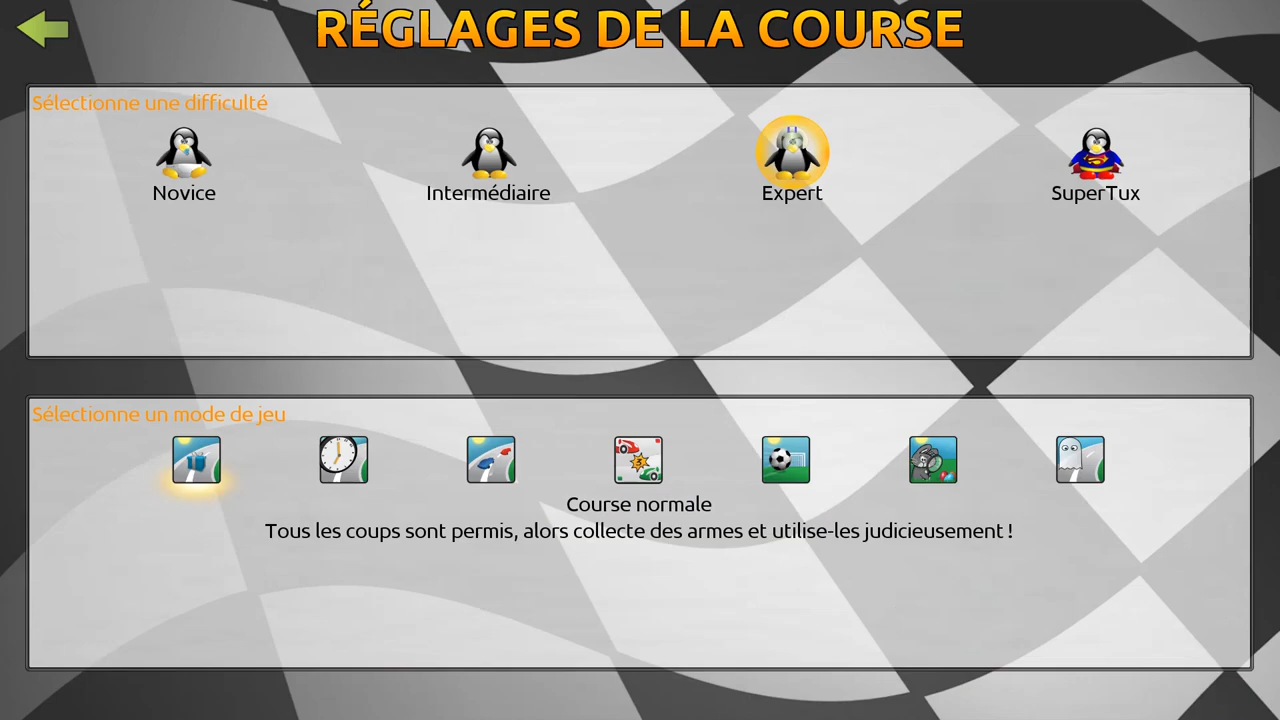 RÉGLAGES DE LA COURSE
Sélectionne une difficulté
Novice
Intermédiaire
Expert
SuperTux
Sélectionne un mode de jeu
Course normale
Tous les coups sont permis, alors collecte des armes et utilise-les judicieusement !